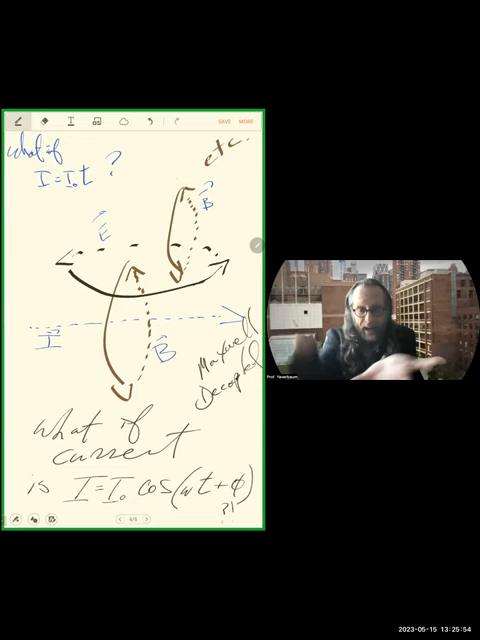 SAVE MORE
what if
I = I₀t ?
etc.
B
E
I
B
Maxwell
Decoupled
what if
current
is I = I₀ cos(ωt + φ)
?!
4/5
Prof. Yaverbaum
2023-05-15 13:25:54